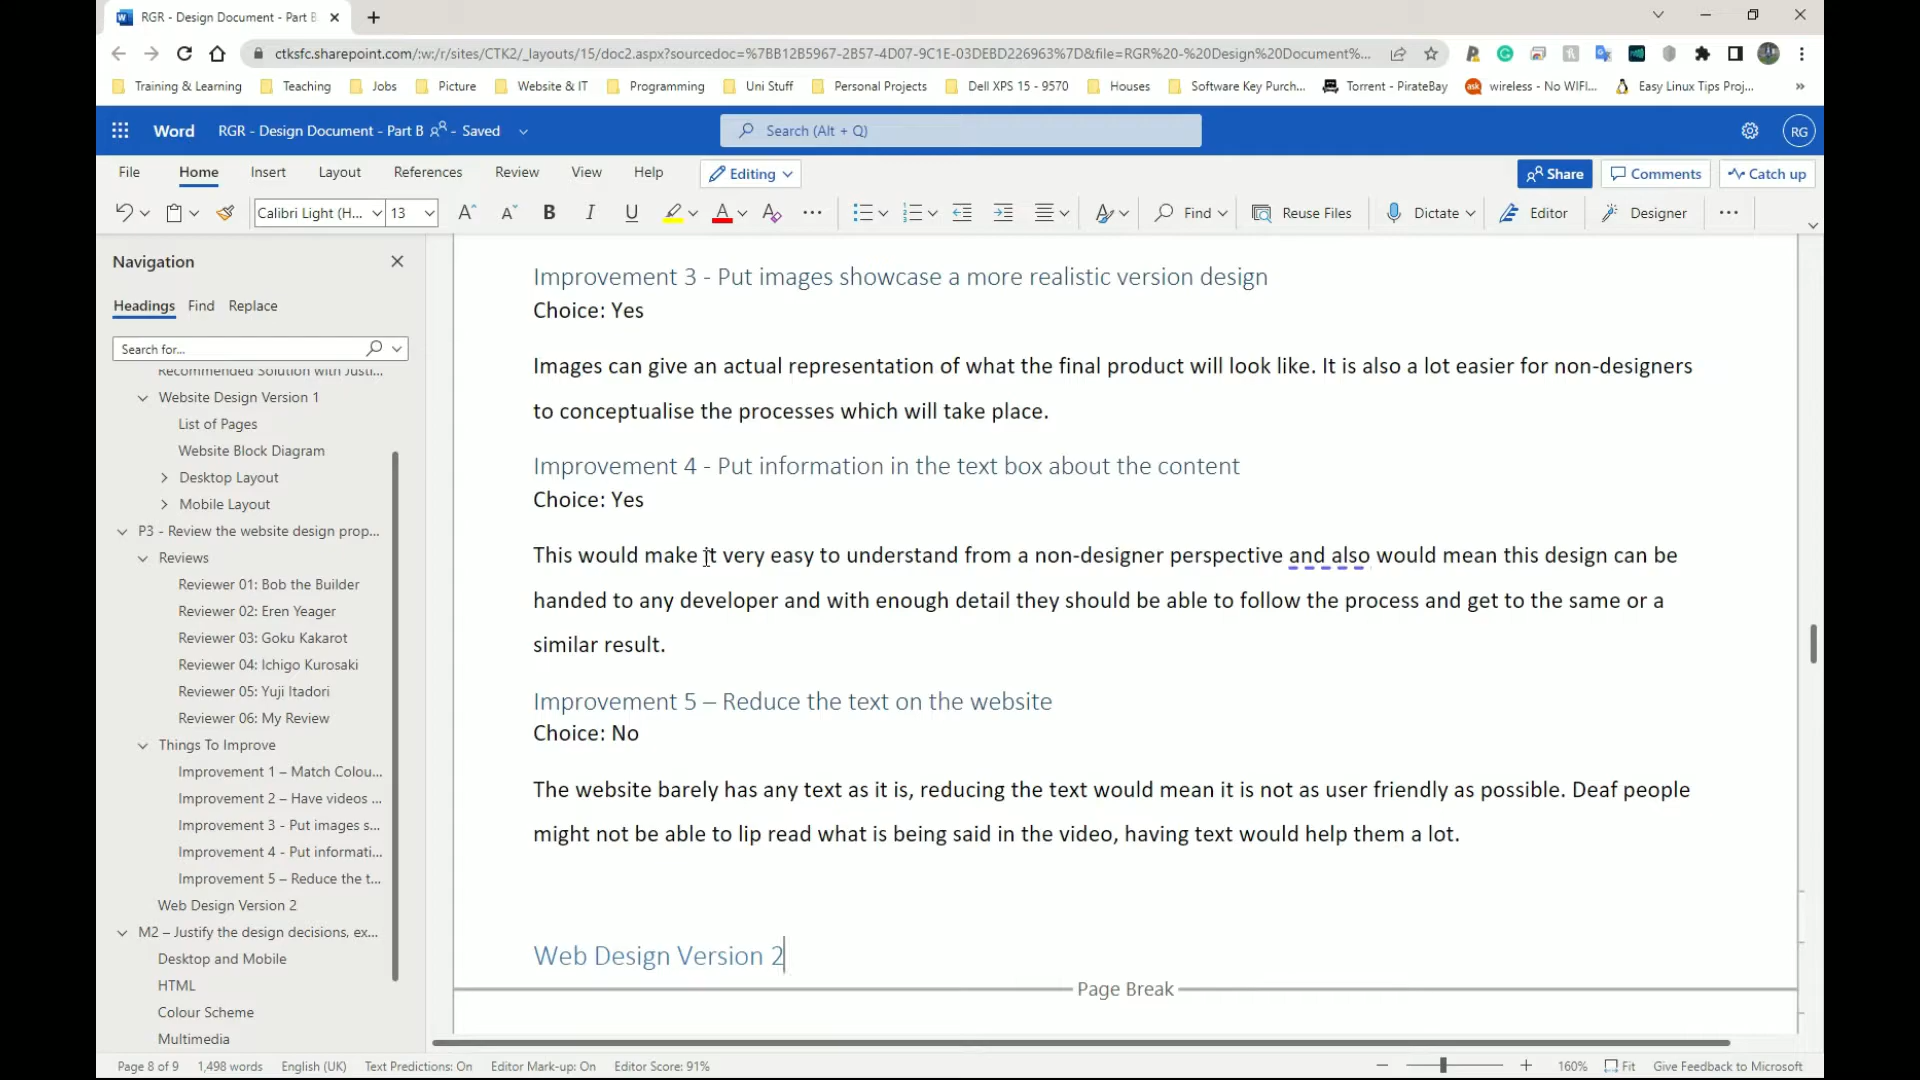 RGR - Design Document - Part B
ctksfc.sharepoint.com/:w:/r/sites/CTK2/_layouts/15/doc2.aspx?sourcedoc=%7BB12B5967-2B57-4D07-9C1E-03DEBD226963%7D&file=RGR%20-%20Design%20Document%...
Training & Learning Teaching Jobs Picture Website & IT Programming Uni Stuff Personal Projects Dell XPS 15 - 9570 Houses Software Key Purch... Torrent - PirateBay wireless - No WIFI... Easy Linux Tips Proj... »
Word RGR - Design Document - Part B - Saved Search (Alt + Q) RG
File Home Insert Layout References Review View Help Editing Share Comments Catch up
Calibri Light (H... 13 A A B I U A A ... Find Reuse Files Dictate Editor Designer ...
Navigation
Headings Find Replace
Search for...
Recommended Solution with Justi...
Website Design Version 1
List of Pages
Website Block Diagram
Desktop Layout
Mobile Layout
P3 - Review the website design prop...
Reviews
Reviewer 01: Bob the Builder
Reviewer 02: Eren Yeager
Reviewer 03: Goku Kakarot
Reviewer 04: Ichigo Kurosaki
Reviewer 05: Yuji Itadori
Reviewer 06: My Review
Things To Improve
Improvement 1 – Match Colou...
Improvement 2 – Have videos ...
Improvement 3 - Put images s...
Improvement 4 - Put informati...
Improvement 5 – Reduce the t...
Web Design Version 2
M2 – Justify the design decisions, ex...
Desktop and Mobile
HTML
Colour Scheme
Multimedia
Improvement 3 - Put images showcase a more realistic version design
Choice: Yes
Images can give an actual representation of what the final product will look like. It is also a lot easier for non-designers
to conceptualise the processes which will take place.
Improvement 4 - Put information in the text box about the content
Choice: Yes
This would make it very easy to understand from a non-designer perspective and also would mean this design can be
handed to any developer and with enough detail they should be able to follow the process and get to the same or a
similar result.
Improvement 5 – Reduce the text on the website
Choice: No
The website barely has any text as it is, reducing the text would mean it is not as user friendly as possible. Deaf people
might not be able to lip read what is being said in the video, having text would help them a lot.
Web Design Version 2
Page Break
Page 8 of 9 1,498 words English (UK) Text Predictions: On Editor Mark-up: On Editor Score: 91% 160% Fit Give Feedback to Microsoft